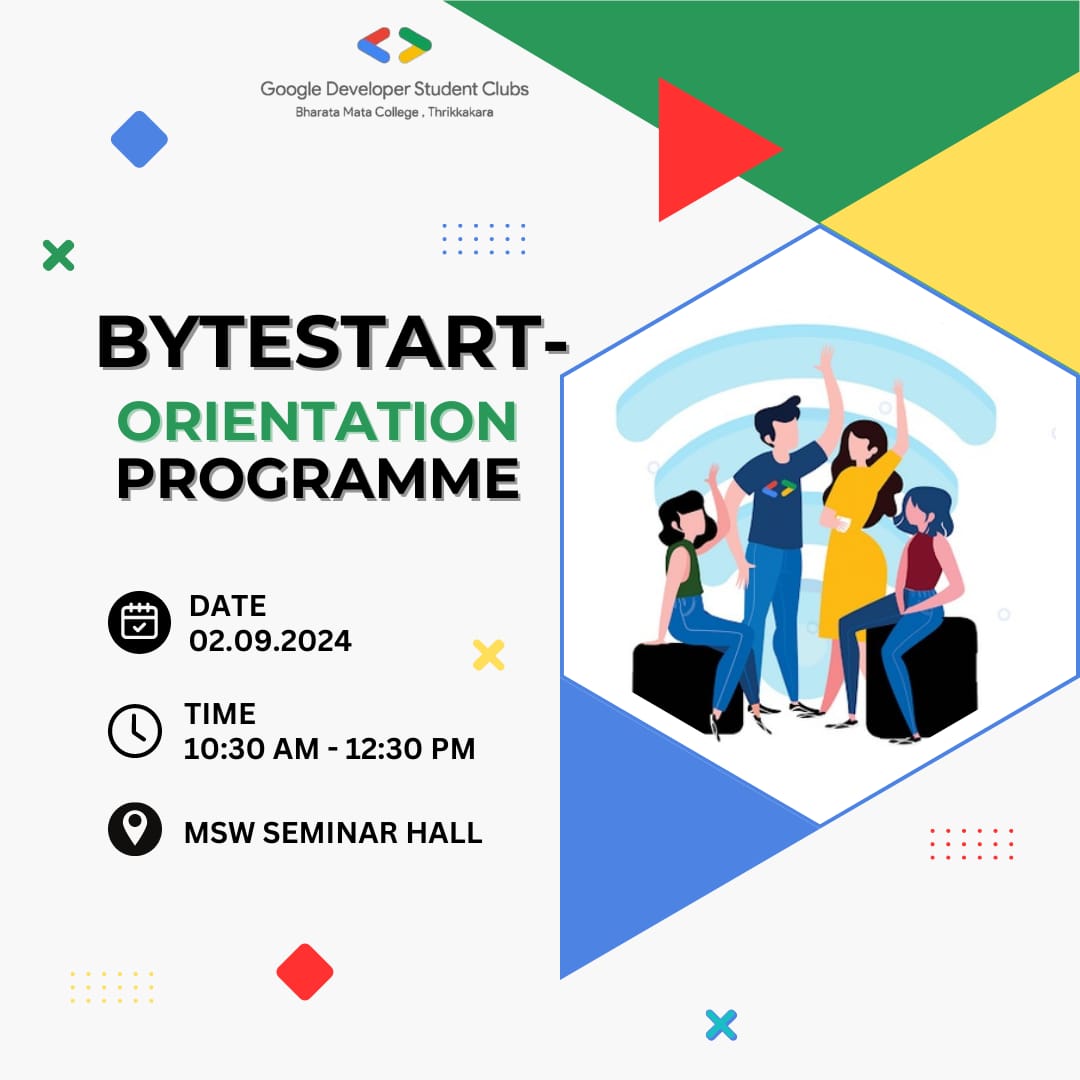 Google Developer Student Clubs
Bharata Mata College , Thrikkakara
BYTESTART-
ORIENTATION
PROGRAMME
DATE
02.09.2024
TIME
10:30 AM - 12:30 PM
MSW SEMINAR HALL